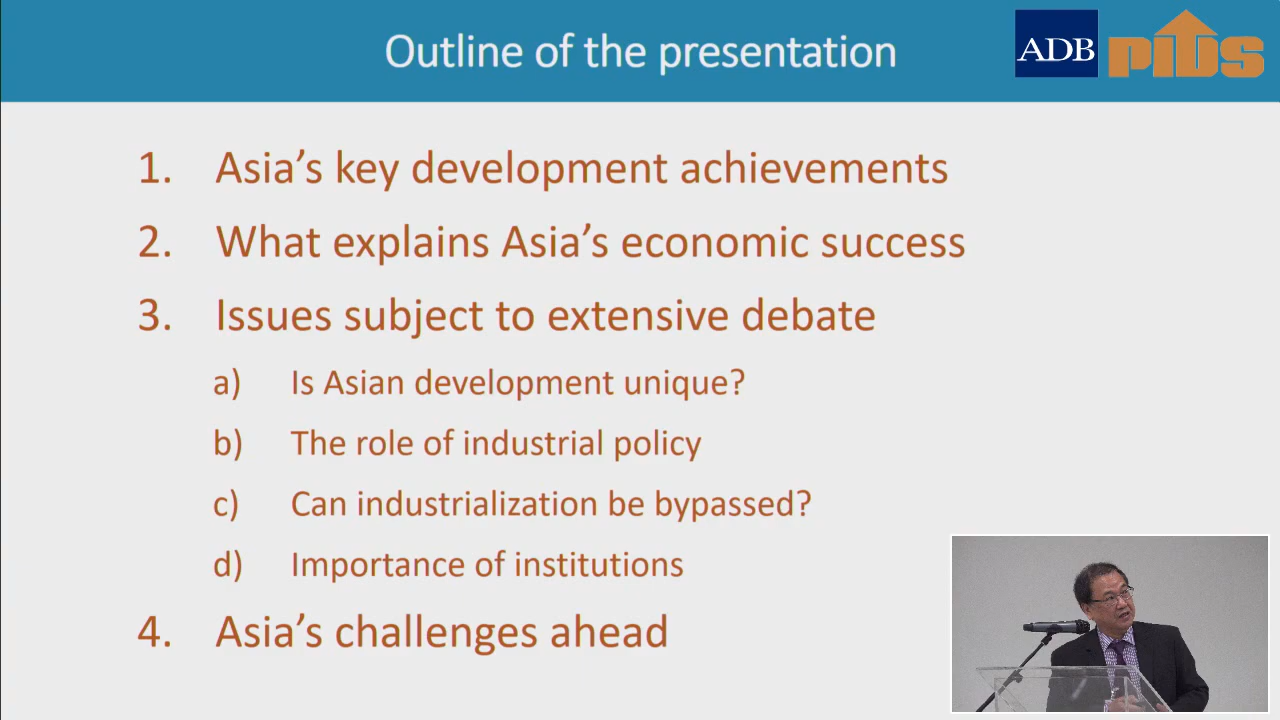 Outline of the presentation
ADB
PIDS
1. Asia's key development achievements
2. What explains Asia's economic success
3. Issues subject to extensive debate
a) Is Asian development unique?
b) The role of industrial policy
c) Can industrialization be bypassed?
d) Importance of institutions
4. Asia's challenges ahead